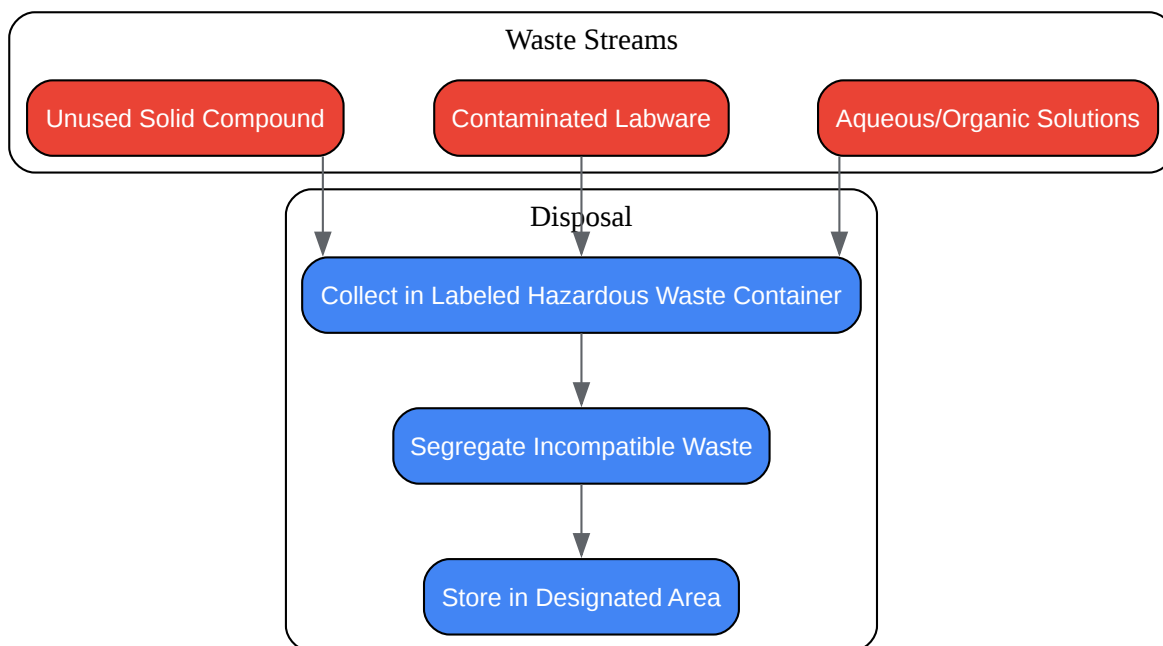 Waste Streams
Unused Solid Compound
Contaminated Labware
Aqueous/Organic Solutions
Disposal
Collect in Labeled Hazardous Waste Container
Segregate Incompatible Waste
Store in Designated Area